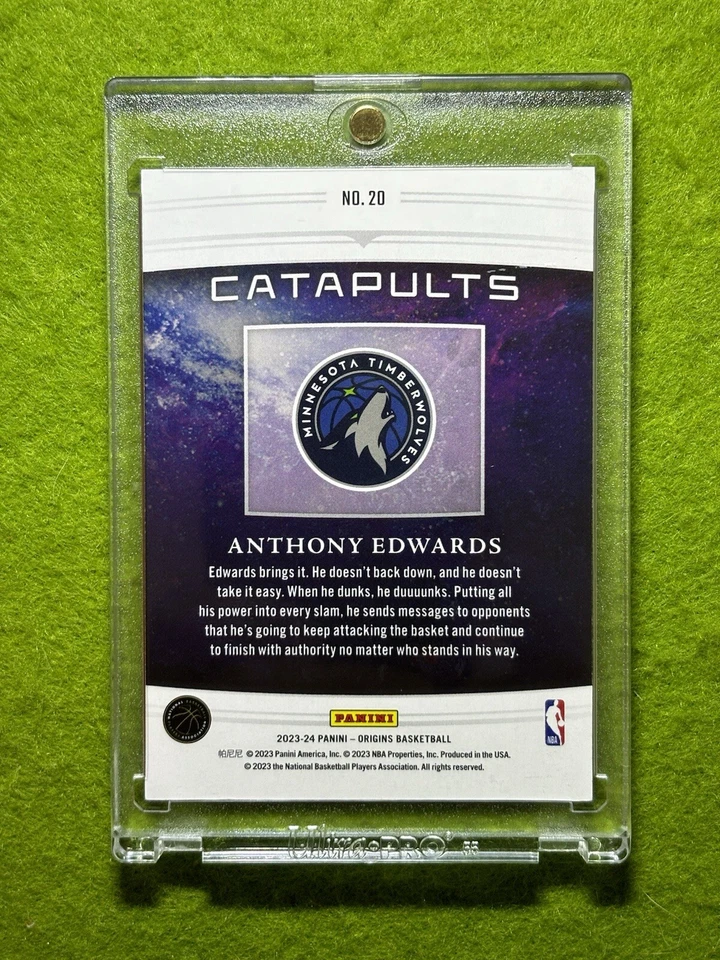 NO. 20
CATAPULTS
MINNESOTA TIMBERWOLVES
ANTHONY EDWARDS
Edwards brings it. He doesn't back down, and he doesn't
take it easy. When he dunks, he duuuunks. Putting all
his power into every slam, he sends messages to opponents
that he's going to keep attacking the basket and continue
to finish with authority no matter who stands in his way.
PANINI
2023-24 PANINI – ORIGINS BASKETBALL
NBA
帕尼尼 © 2023 Panini America, Inc. © 2023 NBA Properties, Inc. Produced in the USA.
© 2023 the National Basketball Players Association. All rights reserved.
Ultra•PRO® 55